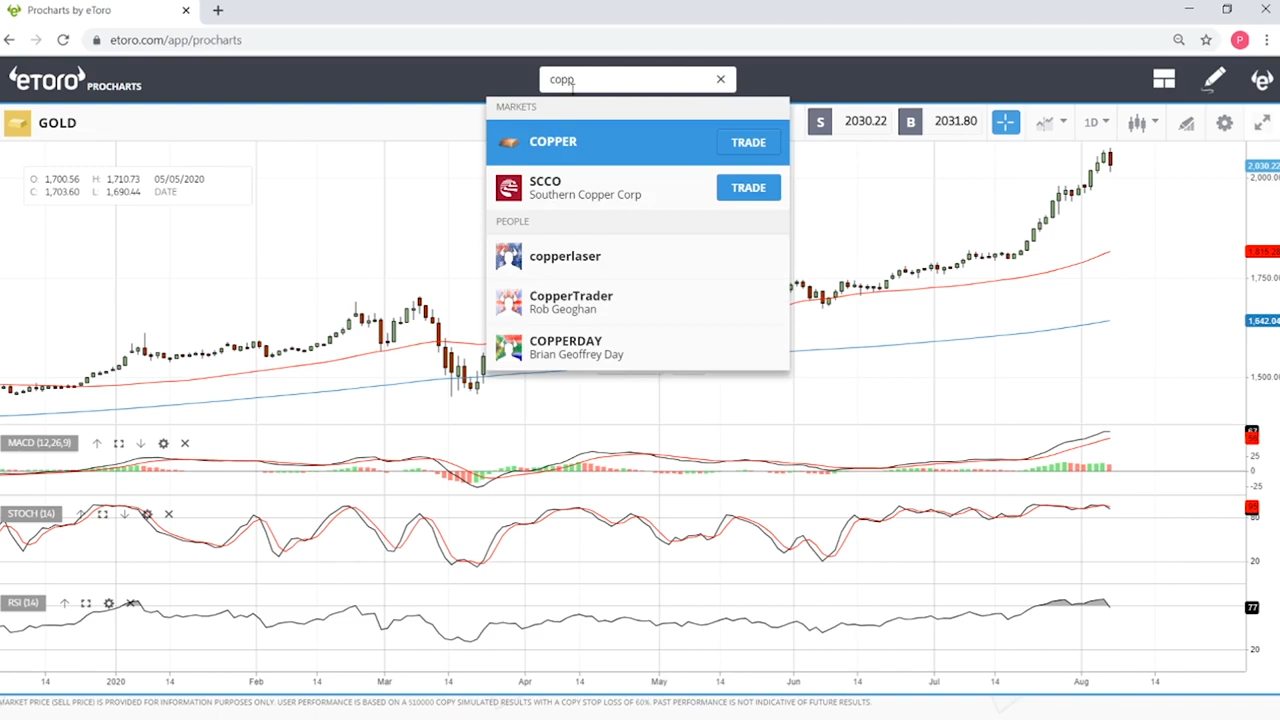 Procharts by eToro
etoro.com/app/procharts
P
eToro PROCHARTS
copp
MARKETS
COPPER TRADE
SCCO
Southern Copper Corp
TRADE
PEOPLE
copperlaser
CopperTrader
Rob Geoghan
COPPERDAY
Brian Geoffrey Day
GOLD
S 2030.22 B 2031.80 1D
O: 1,700.56 H: 1,710.73 05/05/2020
C: 1,703.60 L: 1,690.44 DATE
2,030.22
2,000.00
1,750.00
1,642.04
1,500.00
MACD (12,26,9)
25
0
-25
STOCH (14)
95
80
20
RSI (14)
77
20
14 2020 14 Feb 14 Mar 14 Apr 14 May 14 Jun 14 Jul 14 Aug 14
MARKET PRICE (SELL PRICE) IS PROVIDED FOR INFORMATION PURPOSES ONLY. USER PERFORMANCE IS BASED ON A $10000 COPY SIMULATED RESULTS WITH A COPY STOP LOSS OF 60%. PAST PERFORMANCE IS NOT INDICATIVE OF FUTURE RESULTS.